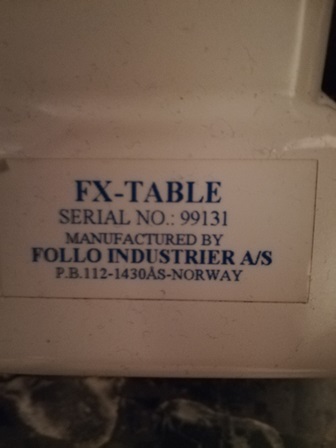 FX-TABLE
SERIAL NO.: 99131
MANUFACTURED BY
FOLLO INDUSTRIER A/S
P.B.112-1430ÅS-NORWAY